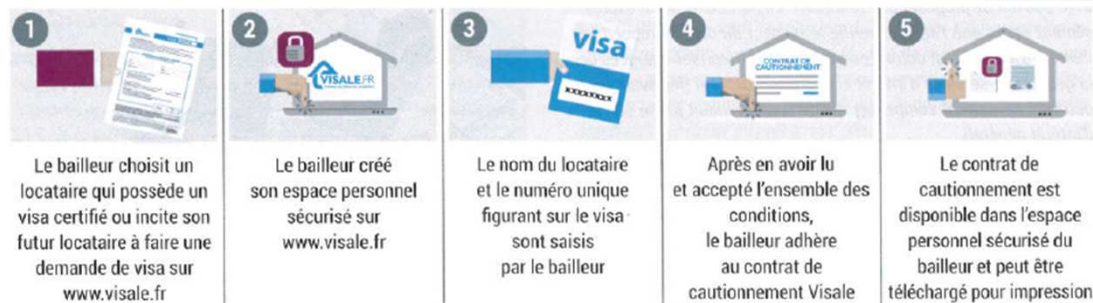 1
Le bailleur choisit un
locataire qui possède un
visa certifié ou incite son
futur locataire à faire une
demande de visa sur
www.visale.fr
2
VISALE.FR
Le bailleur créé
son espace personnel
sécurisé sur
www.visale.fr
3
visa
xxxxxxxx
Le nom du locataire
et le numéro unique
figurant sur le visa
sont saisis
par le bailleur
4
CONTRAT DE
CAUTIONNEMENT
Après en avoir lu
et accepté l'ensemble des
conditions,
le bailleur adhère
au contrat de
cautionnement Visale
5
Le contrat de
cautionnement est
disponible dans l'espace
personnel sécurisé du
bailleur et peut être
téléchargé pour impression